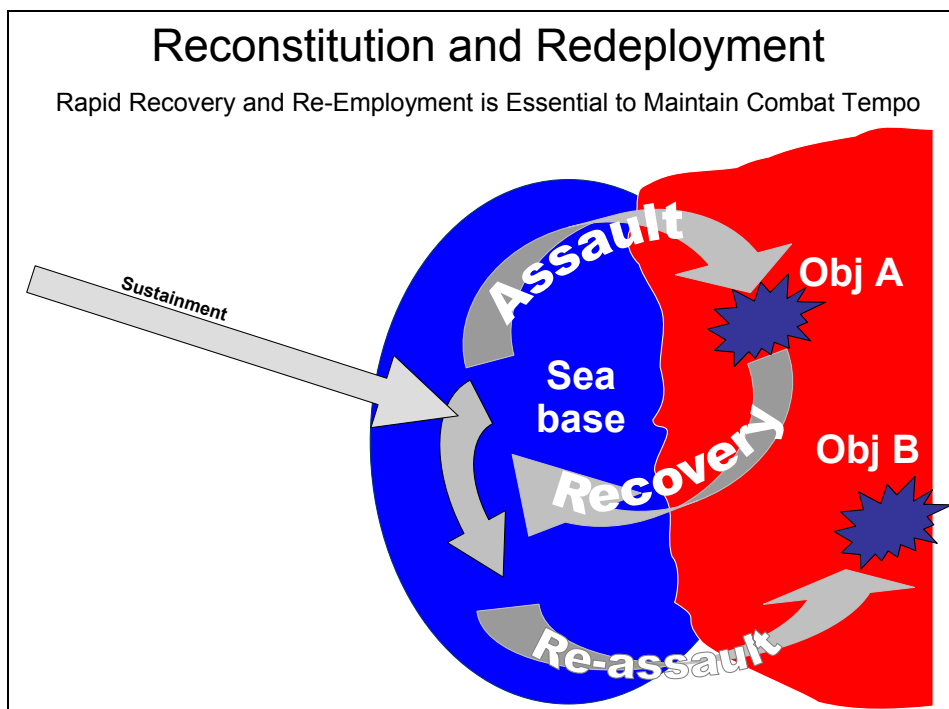 Reconstitution and Redeployment
Rapid Recovery and Re-Employment is Essential to Maintain Combat Tempo
Sustainment
Assault
Obj A
Sea
base
Recovery
Obj B
Re-assault